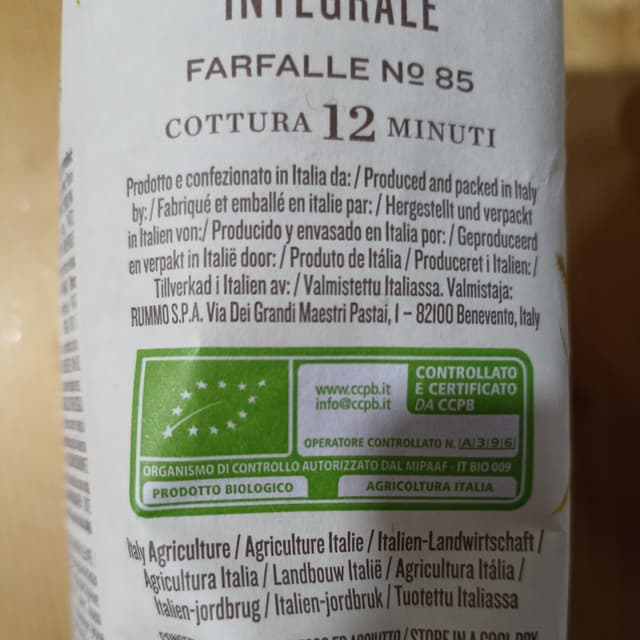 INTEGRALE
FARFALLE Nº 85
COTTURA 12 MINUTI
Prodotto e confezionato in Italia da: / Produced and packed in Italy
by: / Fabriqué et emballé en italie par: / Hergestellt und verpackt
in Italien von:/ Producido y envasado en Italia por: / Geproduceerd
en verpakt in Italië door: / Produto de Itália / Produceret i Italien: /
Tillverkad i Italien av: / Valmistettu Italiassa. Valmistaja:
RUMMO S.P.A. Via Dei Grandi Maestri Pastai, 1 – 82100 Benevento, Italy
www.ccpb.it
info@ccpb.it
CONTROLLATO
E CERTIFICATO
DA CCPB
OPERATORE CONTROLLATO N. |A|3|9|6|
ORGANISMO DI CONTROLLO AUTORIZZATO DAL MIPAAF - IT BIO 009
PRODOTTO BIOLOGICO
AGRICOLTURA ITALIA
Italy Agriculture / Agriculture Italie / Italien-Landwirtschaft /
Agricultura Italia / Landbouw Italië / Agricultura Itália /
Italien-jordbrug / Italien-jordbruk / Tuotettu Italiassa